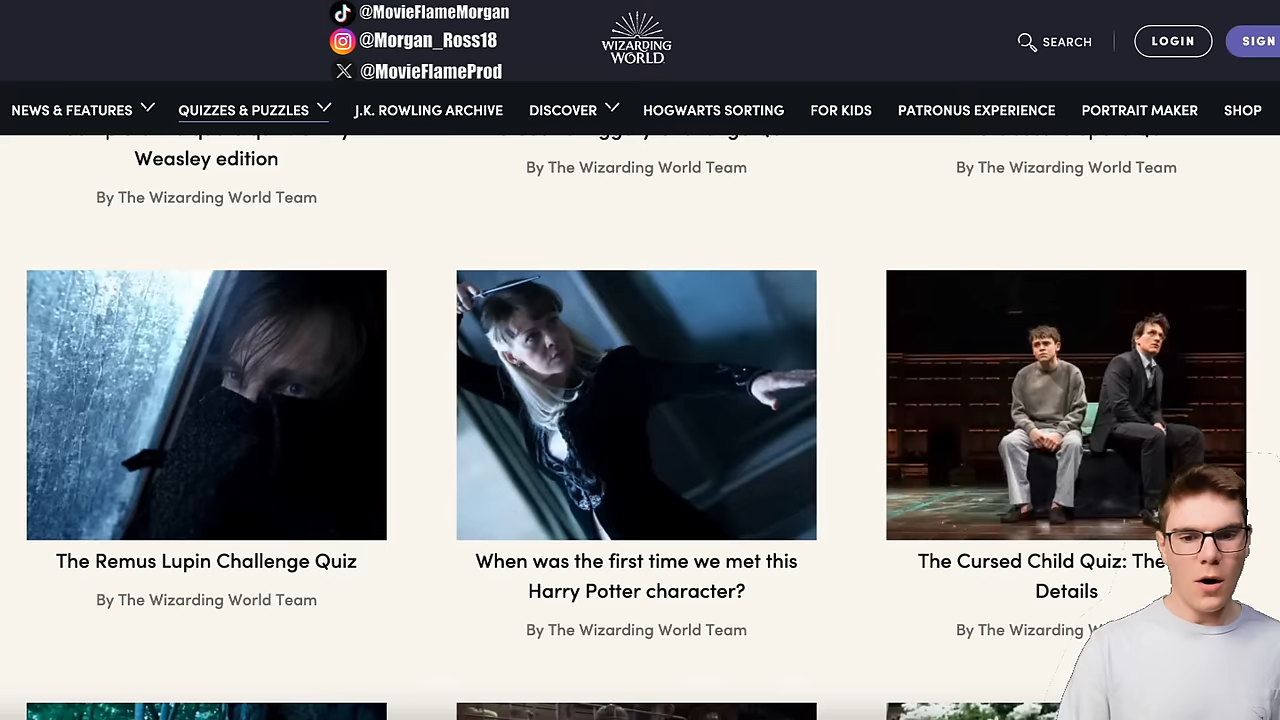 @MovieFlameMorgan
@Morgan_Ross18
@MovieFlameProd
WIZARDING
WORLD
SEARCH
LOGIN
SIGN
NEWS & FEATURES
QUIZZES & PUZZLES
J.K. ROWLING ARCHIVE
DISCOVER
HOGWARTS SORTING
FOR KIDS
PATRONUS EXPERIENCE
PORTRAIT MAKER
SHOP
Weasley edition
By The Wizarding World Team
By The Wizarding World Team
By The Wizarding World Team
The Remus Lupin Challenge Quiz
By The Wizarding World Team
When was the first time we met this
Harry Potter character?
By The Wizarding World Team
The Cursed Child Quiz: The
Details
By The Wizarding